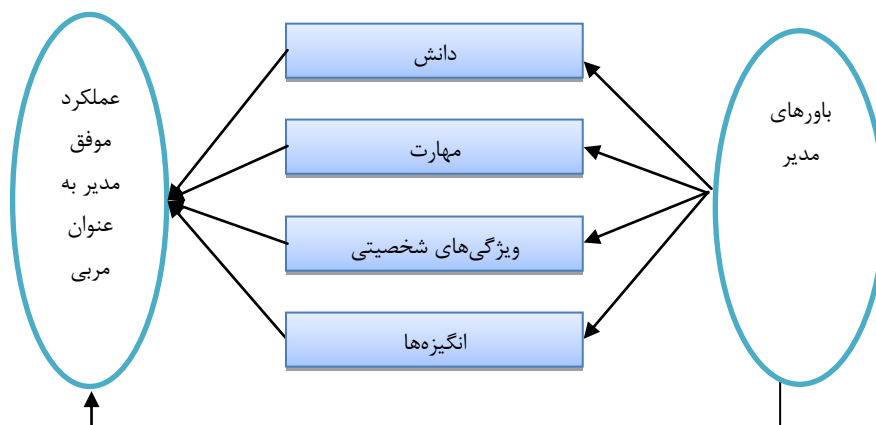 باورهای
مدیر
دانش
مهارت
ویژگی‌های شخصیتی
انگیزه‌ها
عملکرد
موفق
مدیر به
عنوان
مربی